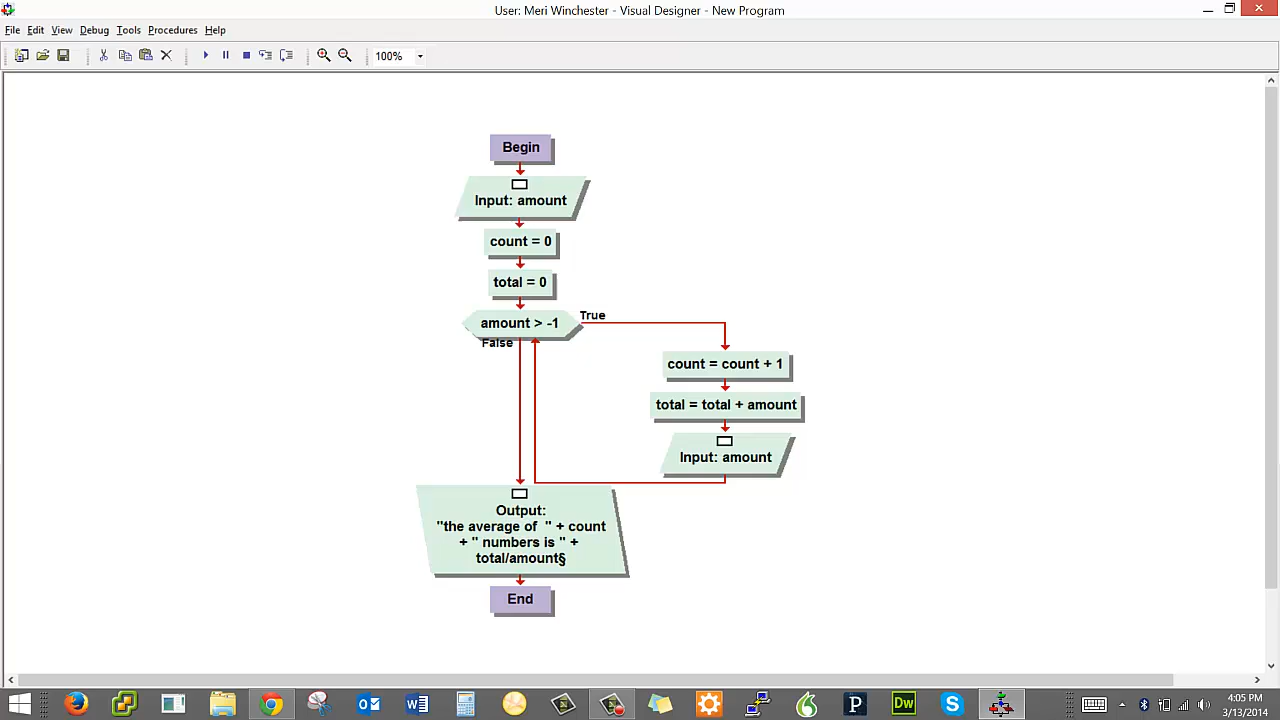 User: Meri Winchester - Visual Designer - New Program
File Edit View Debug Tools Procedures Help
100%
Begin
Input: amount
count = 0
total = 0
amount > -1
True
False
count = count + 1
total = total + amount
Input: amount
Output:
"the average of  " + count
+ " numbers is " +
total/amount§
End
4:05 PM
3/13/2014